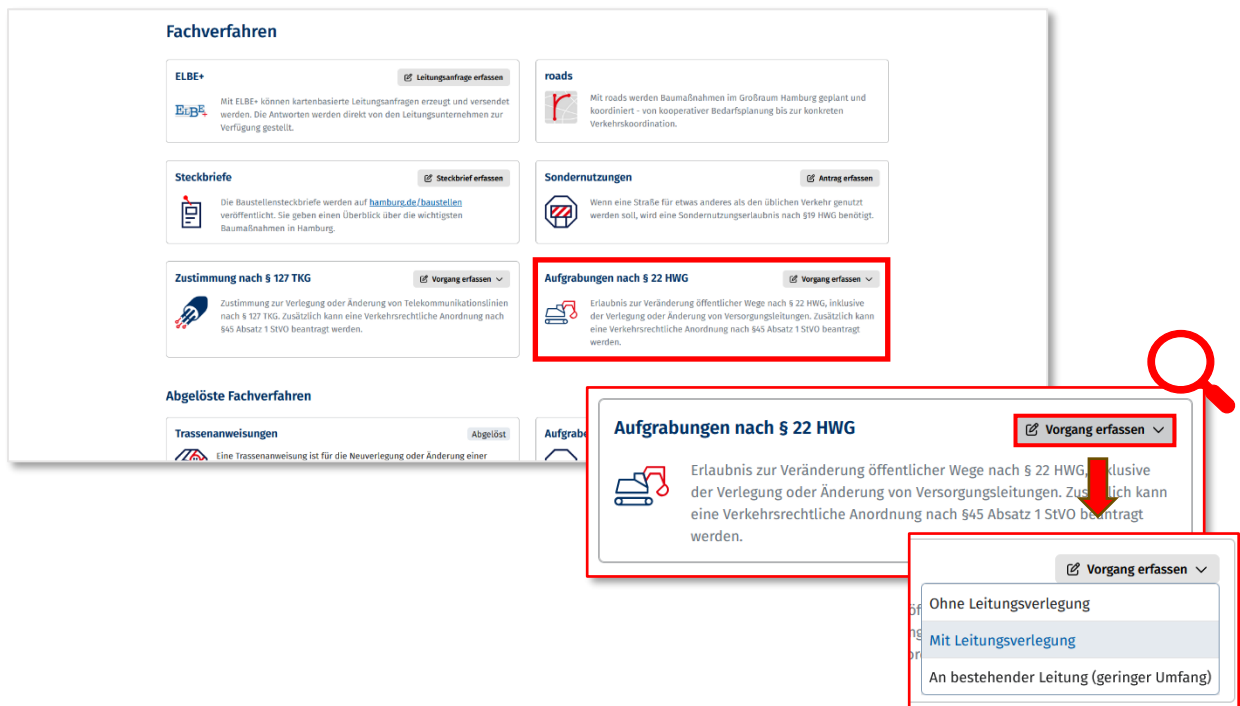 Fachverfahren
ELBE+
Leitungsanfrage erfassen
ELBE+
Mit ELBE+ können kartenbasierte Leitungsanfragen erzeugt und versendet
werden. Die Antworten werden direkt von den Leitungsunternehmen zur
Verfügung gestellt.
roads
Mit roads werden Baumaßnahmen im Großraum Hamburg geplant und
koordiniert - von kooperativer Bedarfsplanung bis zur konkreten
Verkehrskoordination.
Steckbriefe
Steckbrief erfassen
Die Baustellensteckbriefe werden auf hamburg.de/baustellen
veröffentlicht. Sie geben einen Überblick über die wichtigsten
Baumaßnahmen in Hamburg.
Sondernutzungen
Antrag erfassen
Wenn eine Straße für etwas anderes als den üblichen Verkehr genutzt
werden soll, wird eine Sondernutzungserlaubnis nach §19 HWG benötigt.
Zustimmung nach § 127 TKG
Vorgang erfassen
Zustimmung zur Verlegung oder Änderung von Telekommunikationslinien
nach § 127 TKG. Zusätzlich kann eine Verkehrsrechtliche Anordnung nach
§45 Absatz 1 StVO beantragt werden.
Aufgrabungen nach § 22 HWG
Vorgang erfassen
Erlaubnis zur Veränderung öffentlicher Wege nach § 22 HWG, inklusive
der Verlegung oder Änderung von Versorgungsleitungen. Zusätzlich kann
eine Verkehrsrechtliche Anordnung nach §45 Absatz 1 StVO beantragt
werden.
Abgelöste Fachverfahren
Trassenanweisungen
Abgelöst
Eine Trassenanweisung ist für die Neuverlegung oder Änderung einer
Aufgrabe
Aufgrabungen nach § 22 HWG
Vorgang erfassen
Erlaubnis zur Veränderung öffentlicher Wege nach § 22 HWG, klusive
der Verlegung oder Änderung von Versorgungsleitungen. Zus lich kann
eine Verkehrsrechtliche Anordnung nach §45 Absatz 1 StVO be ntragt
werden.
Vorgang erfassen
Ohne Leitungsverlegung
Mit Leitungsverlegung
An bestehender Leitung (geringer Umfang)